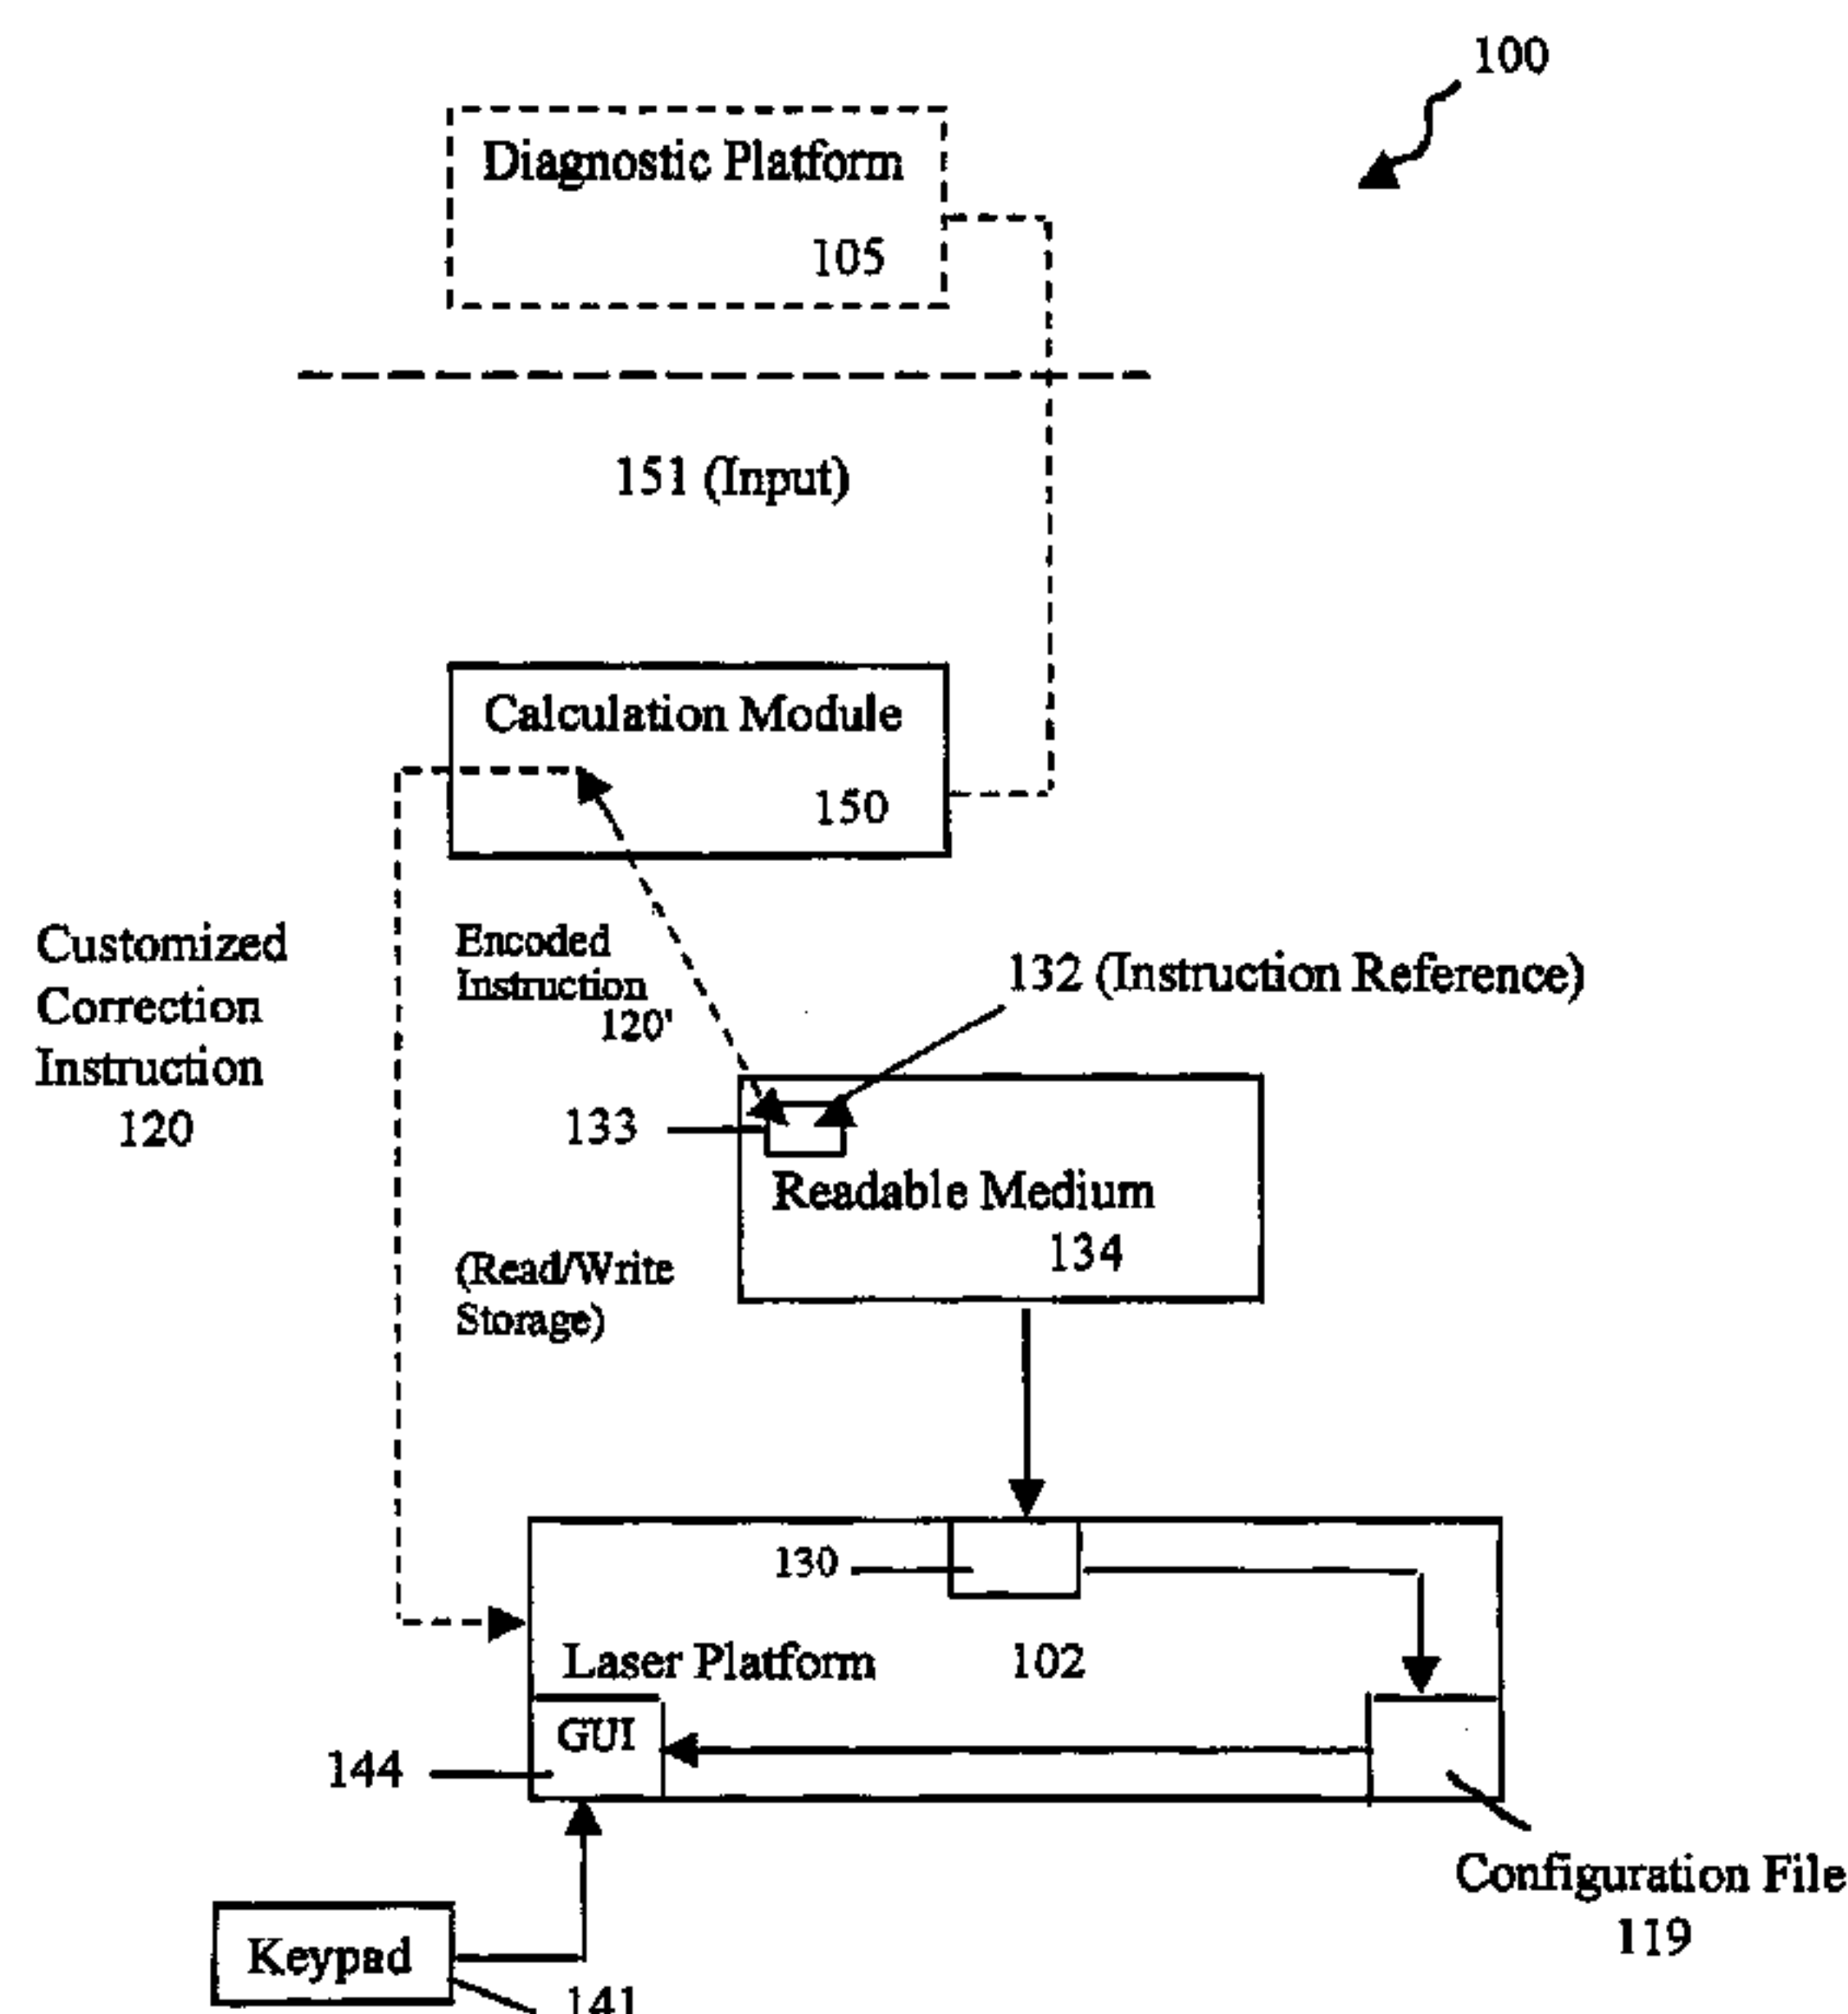 100
Diagnostic Platform
105
151 (Input)
Calculation Module
150
Customized
Correction
Instruction
120
Encoded
Instruction
120'
132 (Instruction Reference)
133
Readable Medium
134
(Read/Write
Storage)
130
Laser Platform 102
GUI
144
Configuration File
119
Keypad
141